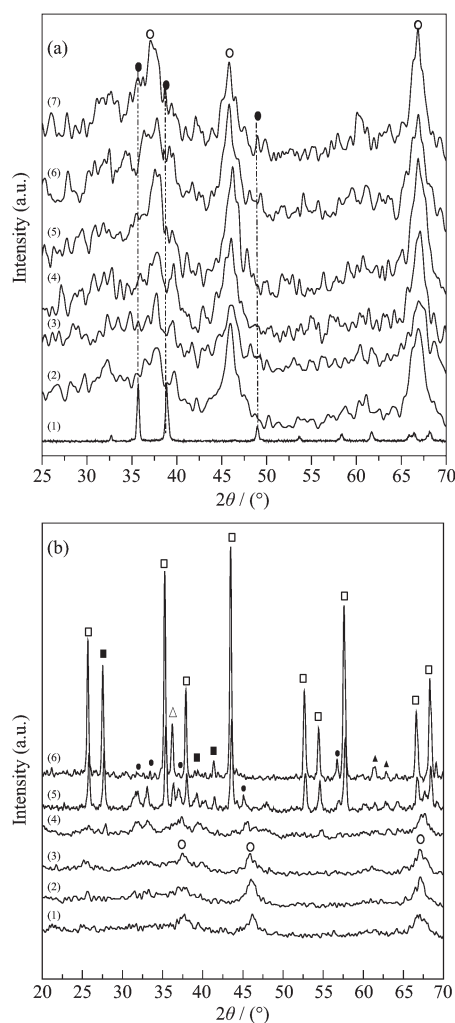 (a)
(7)
(6)
(5)
(4)
(3)
(2)
(1)
Intensity (a.u.)
25 30 35 40 45 50 55 60 65 70
2θ / (°)
(b)
(6)
(5)
(4)
(3)
(2)
(1)
Intensity (a.u.)
20 25 30 35 40 45 50 55 60 65 70
2θ / (°)